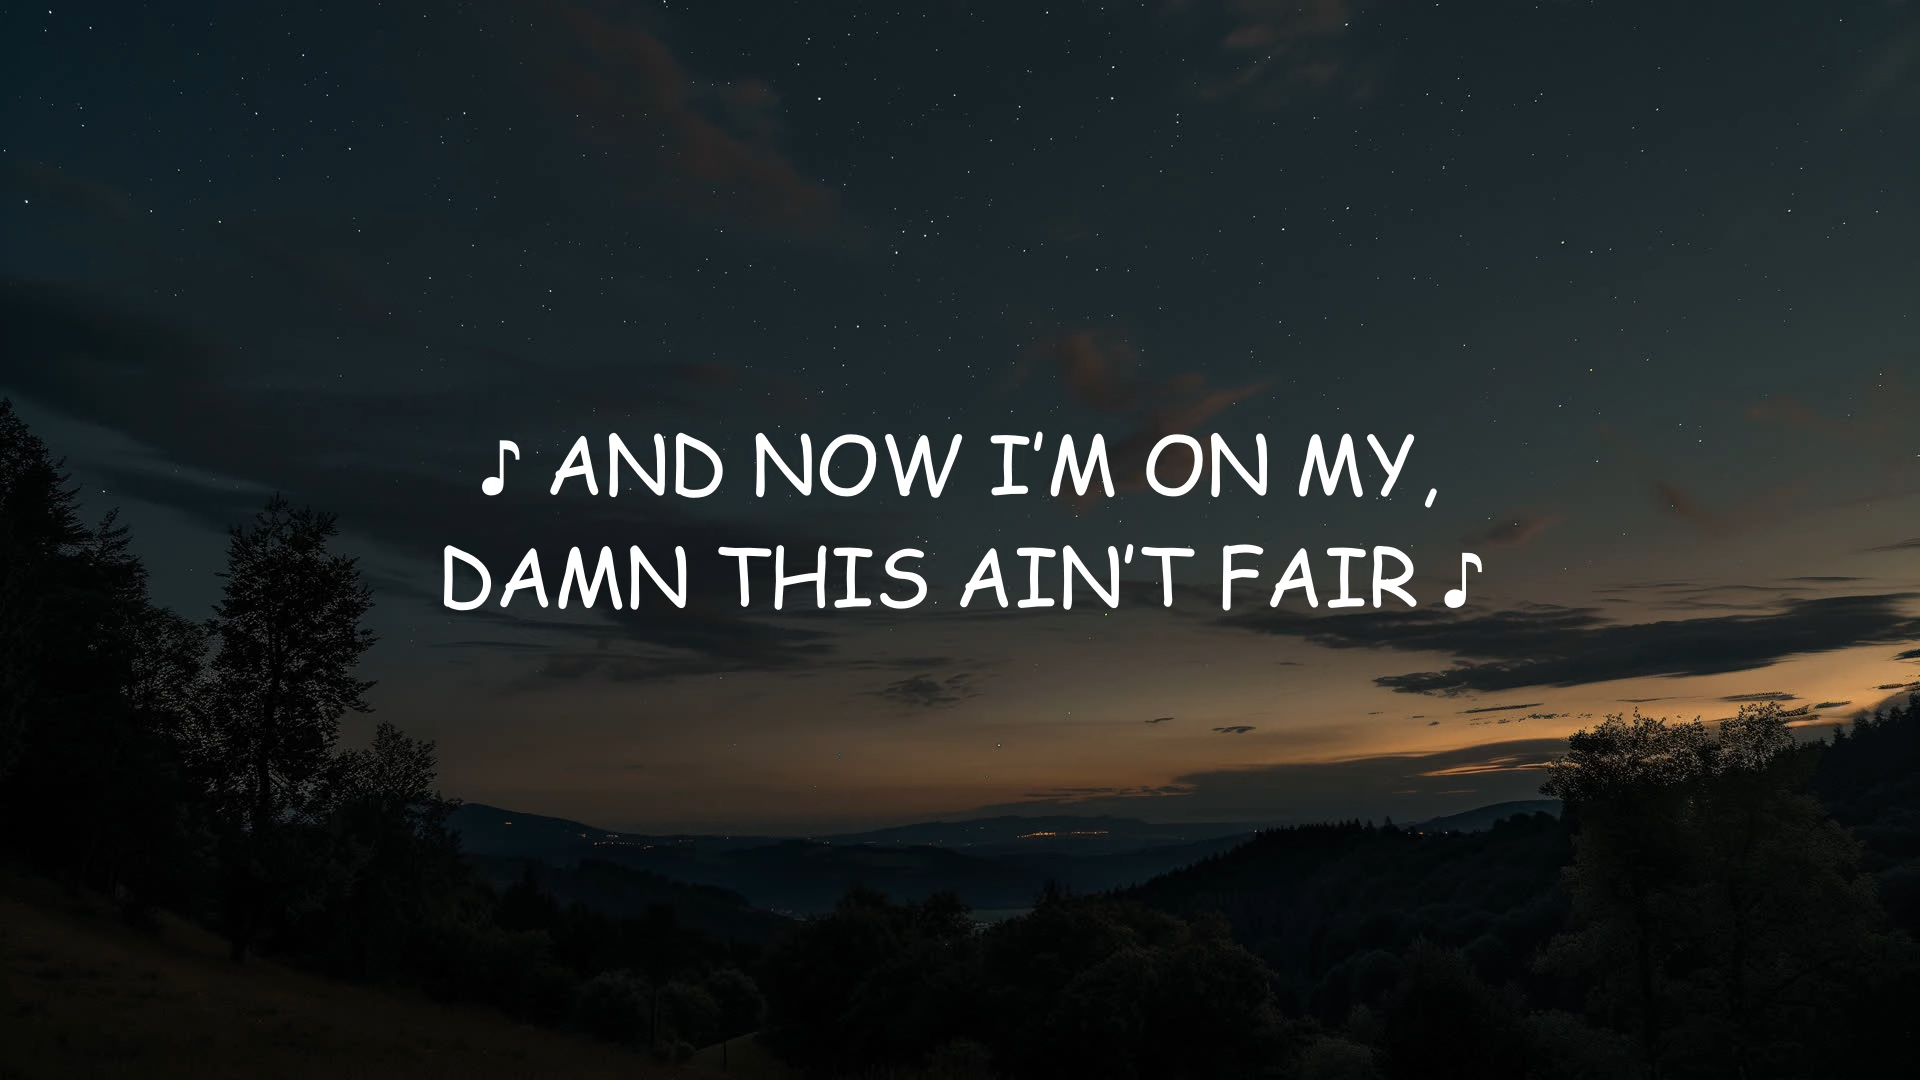 ♪ AND NOW I'M ON MY,
DAMN THIS AIN'T FAIR ♪